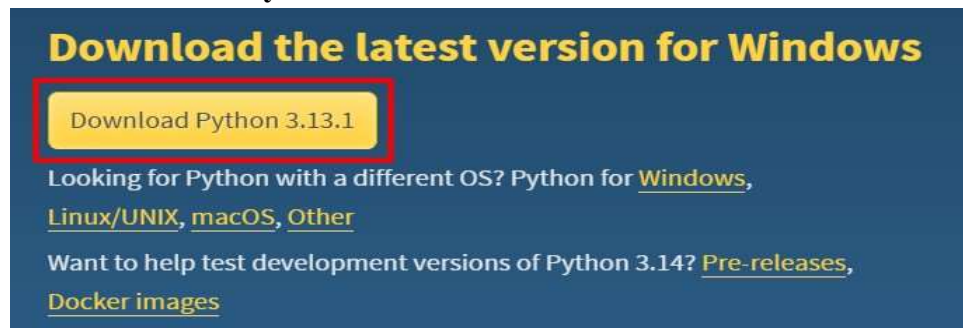 Download the latest version for Windows
Download Python 3.13.1
Looking for Python with a different OS? Python for Windows,
Linux/UNIX, macOS, Other
Want to help test development versions of Python 3.14? Pre-releases,
Docker images